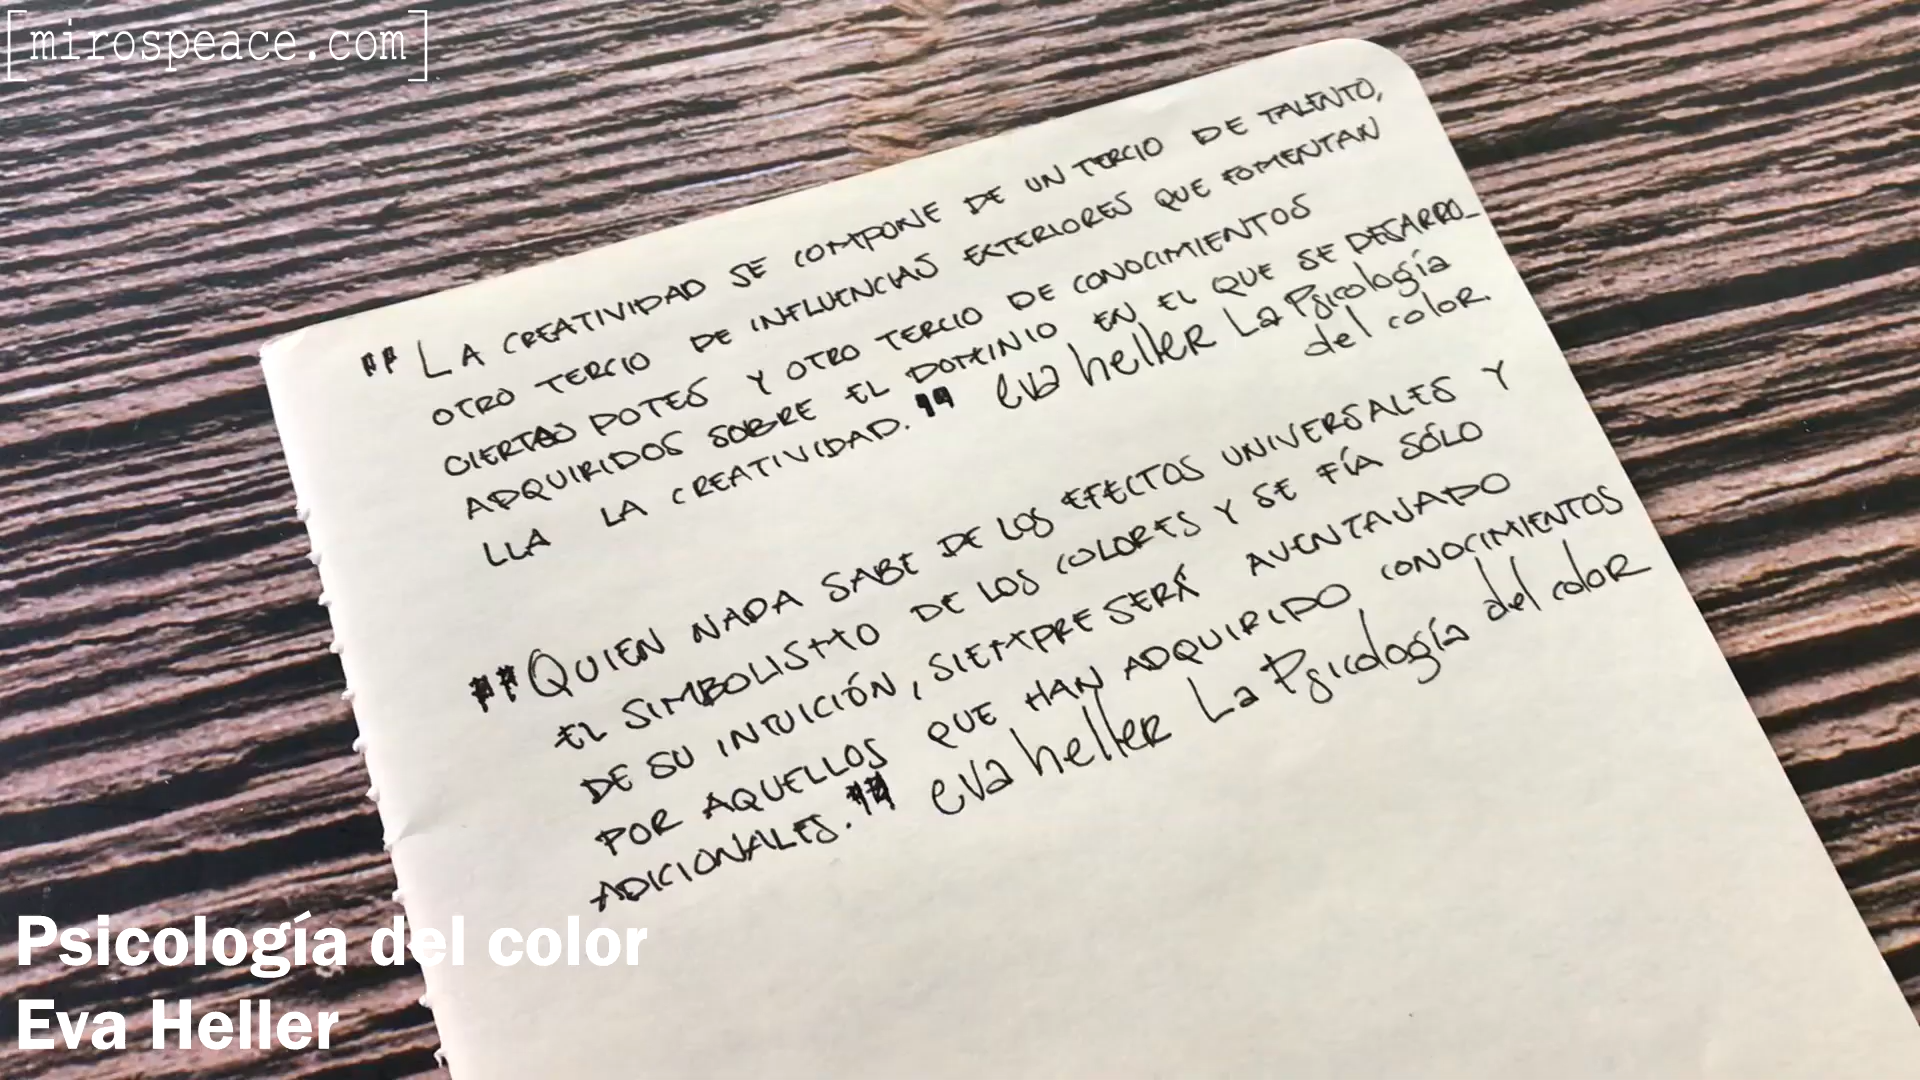 [mirospeace.com]
"LA CREATIVIDAD SE COMPONE DE UN TERCIO DE TALENTO,
OTRO TERCIO DE INFLUENCIAS EXTERIORES QUE FOMENTAN
CIERTAS DOTES Y OTRO TERCIO DE CONOCIMIENTOS
ADQUIRIDOS SOBRE EL DOMINIO EN EL QUE SE DESARRO-
LLA LA CREATIVIDAD." eva heller La Psicología
del color.
"QUIEN NADA SABE DE LOS EFECTOS UNIVERSALES Y
EL SIMBOLISMO DE LOS COLORES Y SE FÍA SÓLO
DE SU INTUICIÓN, SIEMPRE SERÁ AVENTAJADO
POR AQUELLOS QUE HAN ADQUIRIDO CONOCIMIENTOS
ADICIONALES." eva heller La Psicología del color
Psicología del color
Eva Heller